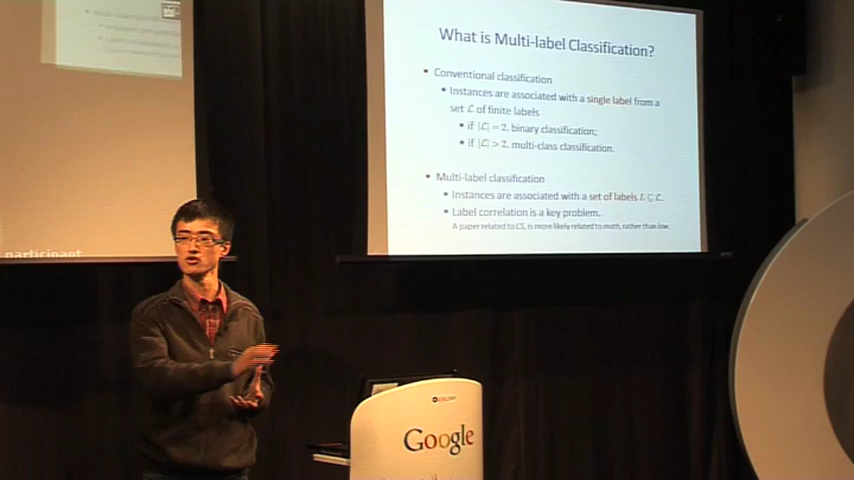 What is Multi-label Classification?
▪ Conventional classification
▪ Instances are associated with a single label from a
set ℒ of finite labels
▪ if |ℒ| = 2, binary classification;
▪ if |ℒ| > 2, multi-class classification.
▪ Multi-label classification
▪ Instances are associated with a set of labels L ⊆ ℒ.
▪ Label correlation is a key problem.
A paper related to CS, is more likely related to math, rather than law.
participant
Google